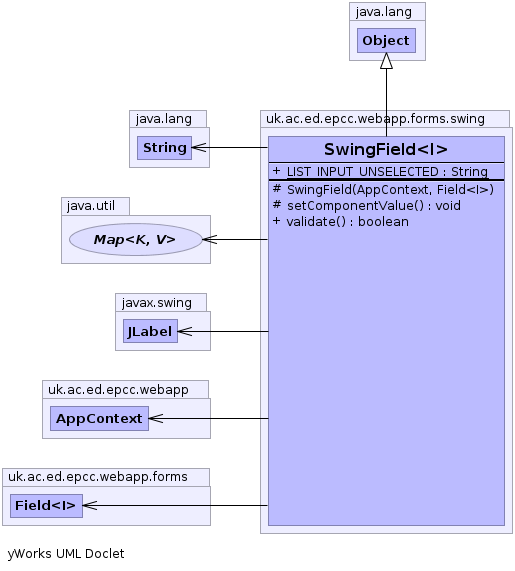 java.lang
Object
java.lang
String
uk.ac.ed.epcc.webapp.forms.swing
SwingField<I>
+ LIST_INPUT_UNSELECTED : String
# SwingField(AppContext, Field<I>)
# setComponentValue() : void
+ validate() : boolean
java.util
Map<K, V>
javax.swing
JLabel
uk.ac.ed.epcc.webapp
AppContext
uk.ac.ed.epcc.webapp.forms
Field<I>
yWorks UML Doclet